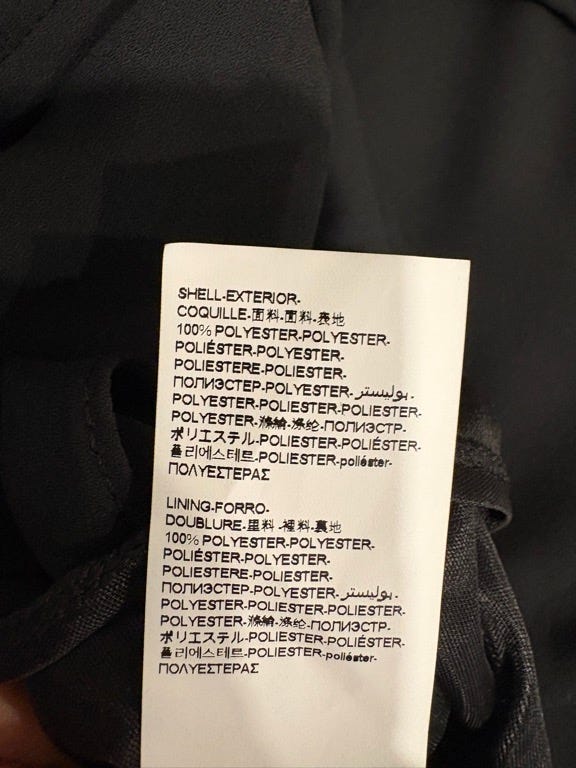 SHELL-EXTERIOR-
COQUILLE-面料-面料-表地
100% POLYESTER-POLYESTER-
POLIÉSTER-POLYESTER-
POLIESTERE-POLIESTER-
ПОЛИЭСТЕР-POLYESTER-بوليستر-
POLYESTER-POLIESTER-POLIESTER-
POLYESTER-滌綸-涤纶-ПОЛИЭСТР-
ポリエステル-POLIESTER-POLIÉSTER-
폴리에스테르-POLIESTER-poliéster-
ΠΟΛΥΕΣΤΕΡΑΣ
LINING-FORRO-
DOUBLURE-里料-裡料-裏地
100% POLYESTER-POLYESTER-
POLIÉSTER-POLYESTER-
POLIESTERE-POLIESTER-
ПОЛИЭСТЕР-POLYESTER-بوليستر-
POLYESTER-POLIESTER-POLIESTER-
POLYESTER-滌綸-涤纶-ПОЛИЭСТР-
ポリエステル-POLIESTER-POLIÉSTER-
폴리에스테르-POLIESTER-poliéster-
ΠΟΛΥΕΣΤΕΡΑΣ